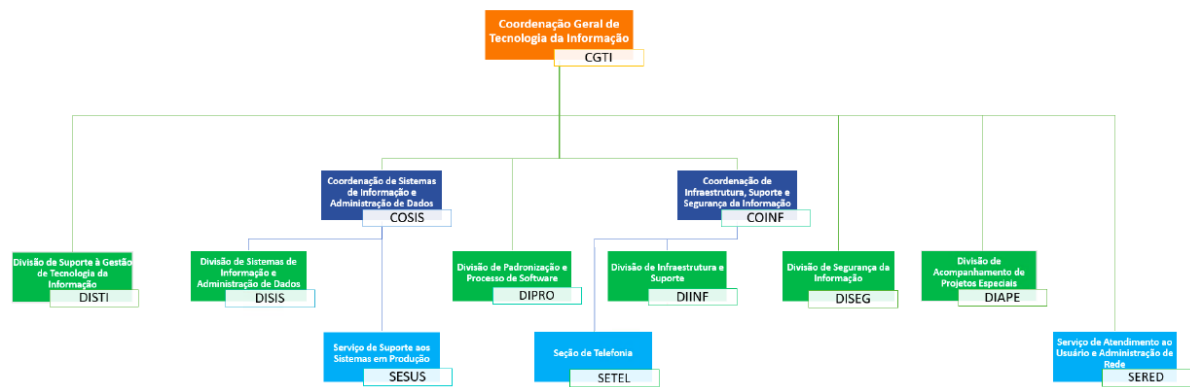 Coordenação Geral de
Tecnologia da Informação
CGTI
Coordenação de Sistemas
de Informação e
Administração de Dados
COSIS
Coordenação de
Infraestrutura, Suporte e
Segurança da Informação
COINF
Divisão de Suporte à Gestão
de Tecnologia da
Informação
DISTI
Divisão de Sistemas de
Informação e
Administração de Dados
DISIS
Divisão de Padronização e
Processo de Software
DIPRO
Divisão de Infraestrutura e
Suporte
DIINF
Divisão de Segurança da
Informação
DISEG
Divisão de
Acompanhamento de
Projetos Especiais
DIAPE
Serviço de Suporte aos
Sistemas em Produção
SESUS
Seção de Telefonia
SETEL
Serviço de Atendimento ao
Usuário e Administração de
Rede
SERED